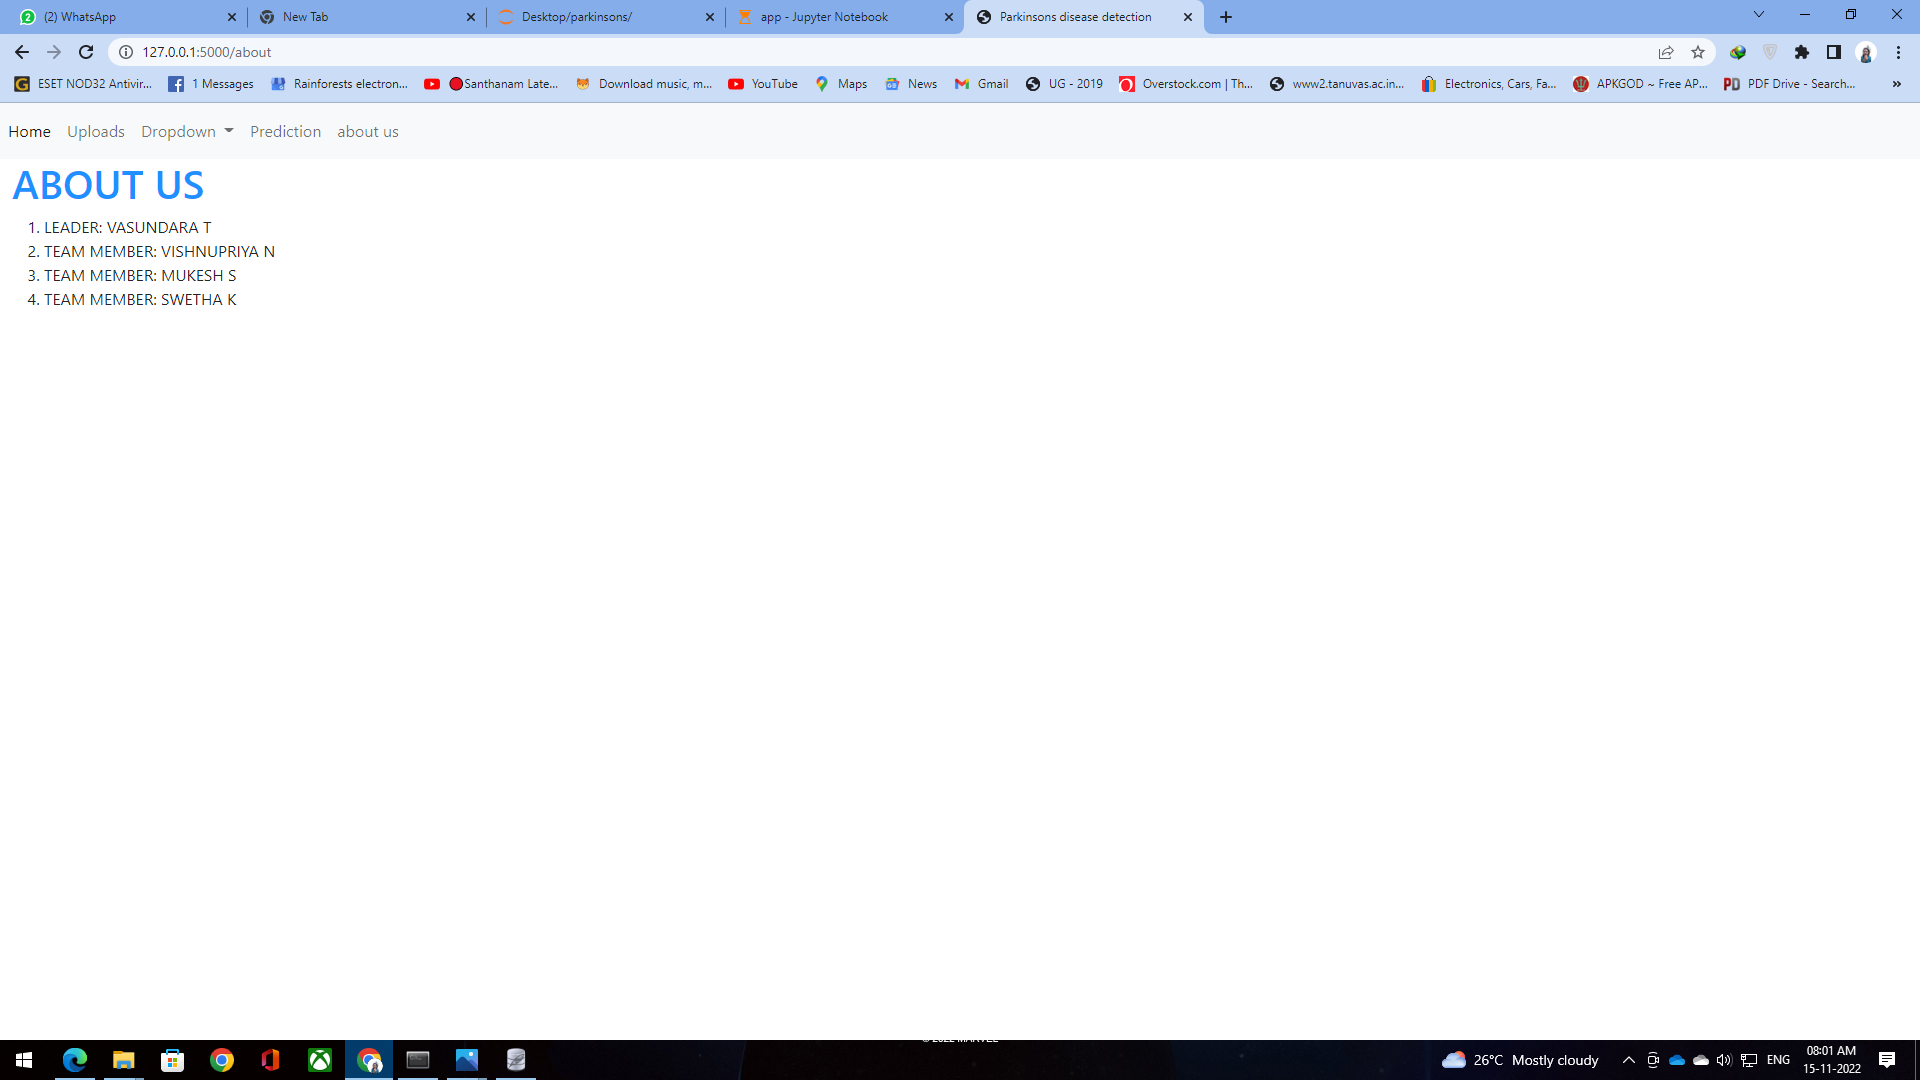 (2) WhatsApp
New Tab
Desktop/parkinsons/
app - Jupyter Notebook
Parkinsons disease detection
127.0.0.1:5000/about
ESET NOD32 Antivir...
1 Messages
Rainforests electron...
Santhanam Late...
Download music, m...
YouTube
Maps
News
Gmail
UG - 2019
Overstock.com | Th...
www2.tanuvas.ac.in...
Electronics, Cars, Fa...
APKGOD ~ Free AP...
PD PDF Drive - Search...
Home Uploads Dropdown Prediction about us
ABOUT US
1. LEADER: VASUNDARA T
2. TEAM MEMBER: VISHNUPRIYA N
3. TEAM MEMBER: MUKESH S
4. TEAM MEMBER: SWETHA K
© 2022 MARVEL
26°C Mostly cloudy
ENG
08:01 AM
15-11-2022